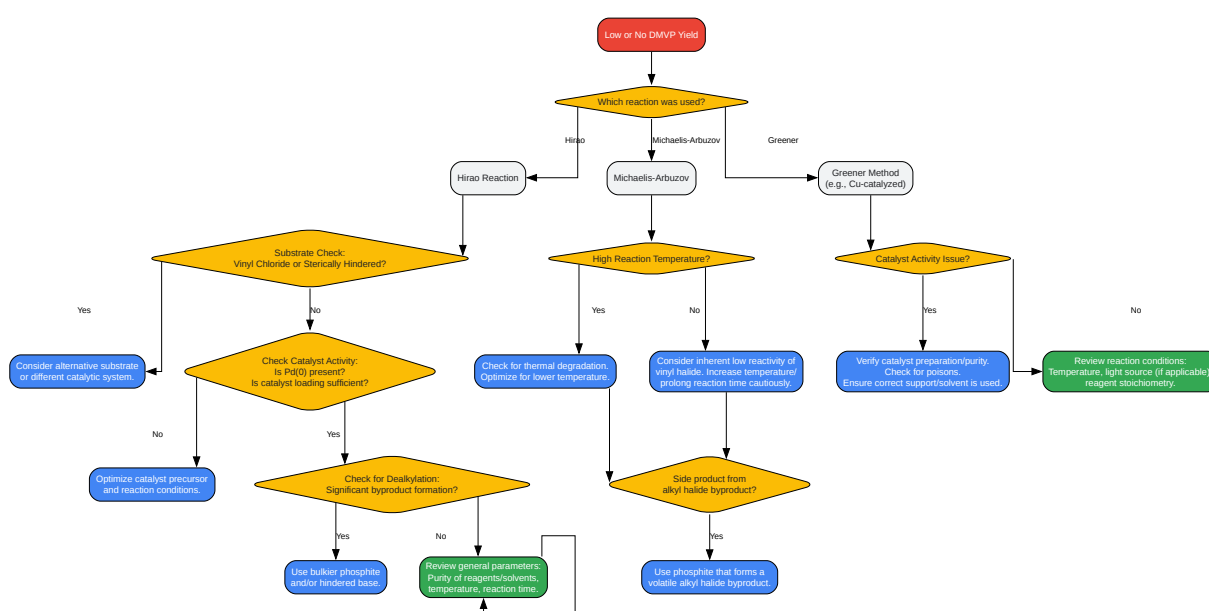 Low or No DMVP Yield
Which reaction was used?
Hirao
Michaelis-Arbuzov
Greener
Hirao Reaction
Michaelis-Arbuzov
Greener Method
(e.g., Cu-catalyzed)
Substrate Check:
Vinyl Chloride or Sterically Hindered?
High Reaction Temperature?
Catalyst Activity Issue?
Yes
No
Yes
No
Yes
No
Consider alternative substrate
or different catalytic system.
Check Catalyst Activity:
Is Pd(0) present?
Is catalyst loading sufficient?
Check for thermal degradation.
Optimize for lower temperature.
Consider inherent low reactivity of
vinyl halide. Increase temperature/
prolong reaction time cautiously.
Verify catalyst preparation/purity.
Check for poisons.
Ensure correct support/solvent is used.
Review reaction conditions:
Temperature, light source (if applicable)
reagent stoichiometry.
No
Yes
Optimize catalyst precursor
and reaction conditions.
Check for Dealkylation:
Significant byproduct formation?
Side product from
alkyl halide byproduct?
Yes
No
Yes
Use bulkier phosphite
and/or hindered base.
Review general parameters:
Purity of reagents/solvents,
temperature, reaction time.
Use phosphite that forms a
volatile alkyl halide byproduct.